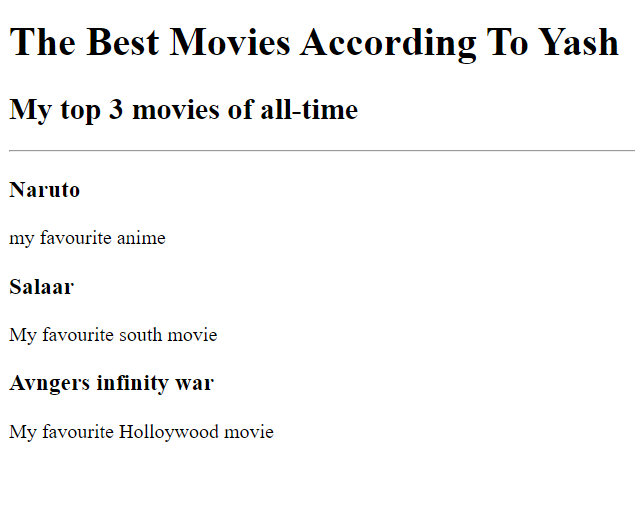 The Best Movies According To Yash
My top 3 movies of all-time
Naruto
my favourite anime
Salaar
My favourite south movie
Avngers infinity war
My favourite Holloywood movie